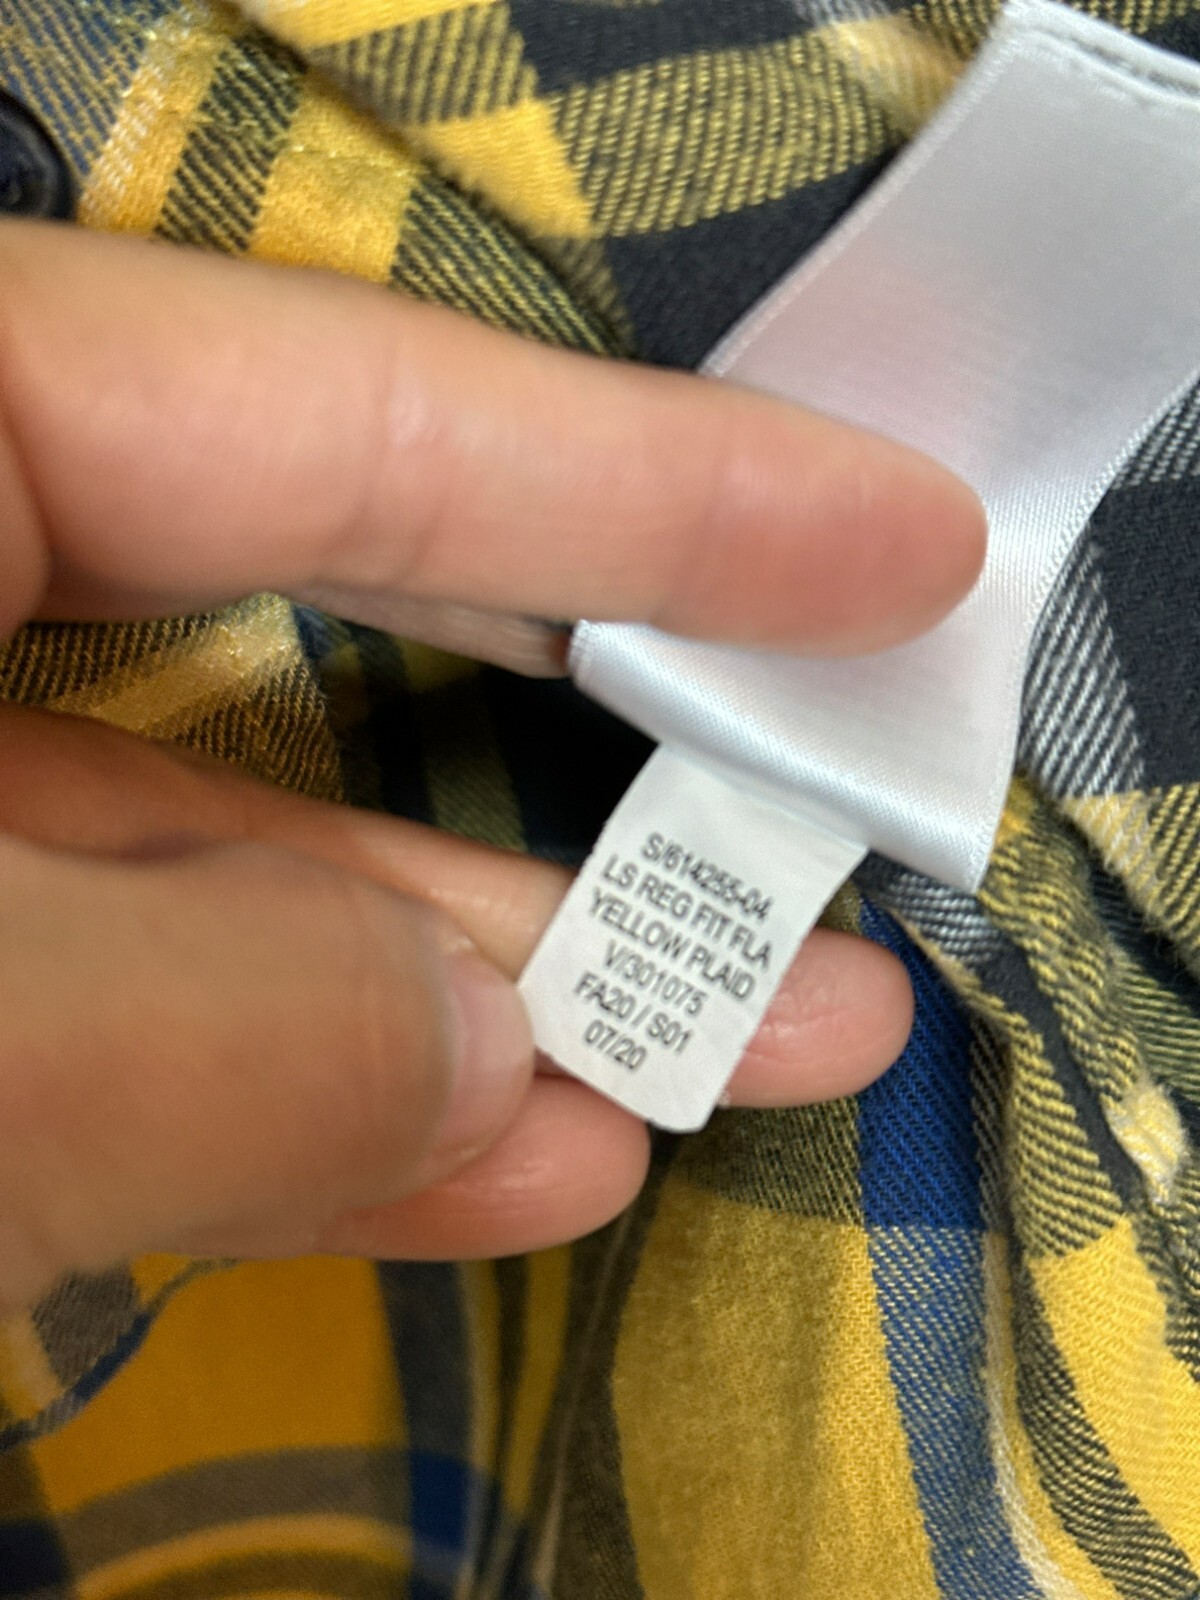 S/614255-04
LS REG FIT FLA
YELLOW PLAID
V/301075
FA20 / S01
07/20